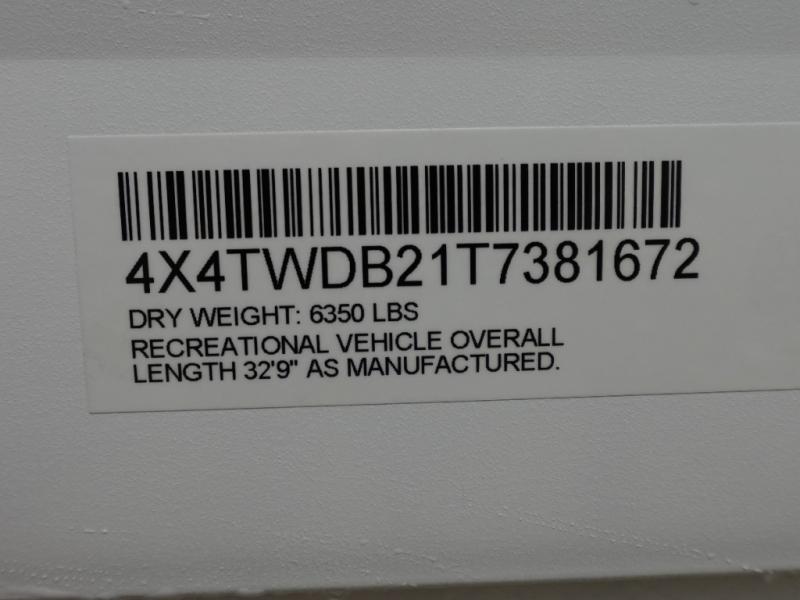 4X4TWDB21T7381672
DRY WEIGHT: 6350 LBS
RECREATIONAL VEHICLE OVERALL
LENGTH 32'9" AS MANUFACTURED.